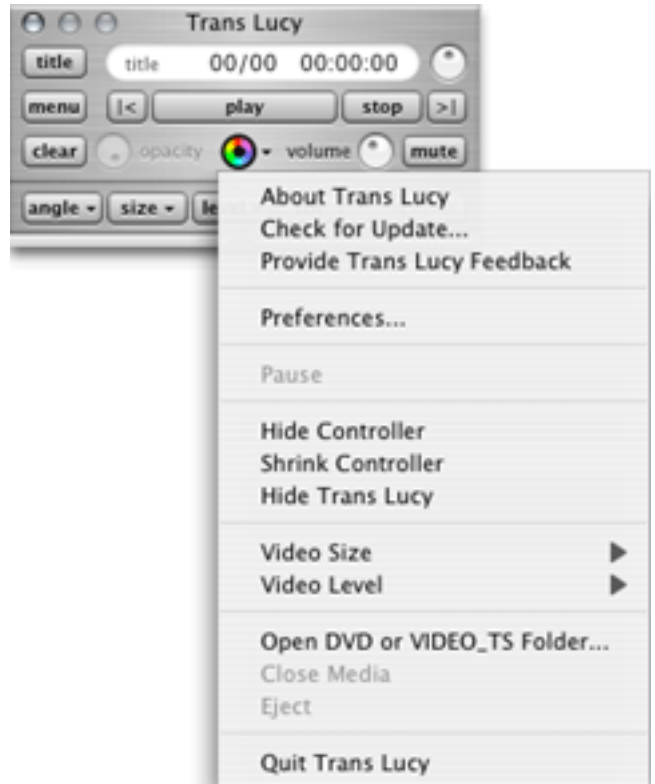 Trans Lucy
title title 00/00 00:00:00
menu |< play stop >|
clear opacity volume mute
angle size
About Trans Lucy
Check for Update...
Provide Trans Lucy Feedback
Preferences...
Pause
Hide Controller
Shrink Controller
Hide Trans Lucy
Video Size
Video Level
Open DVD or VIDEO_TS Folder...
Close Media
Eject
Quit Trans Lucy